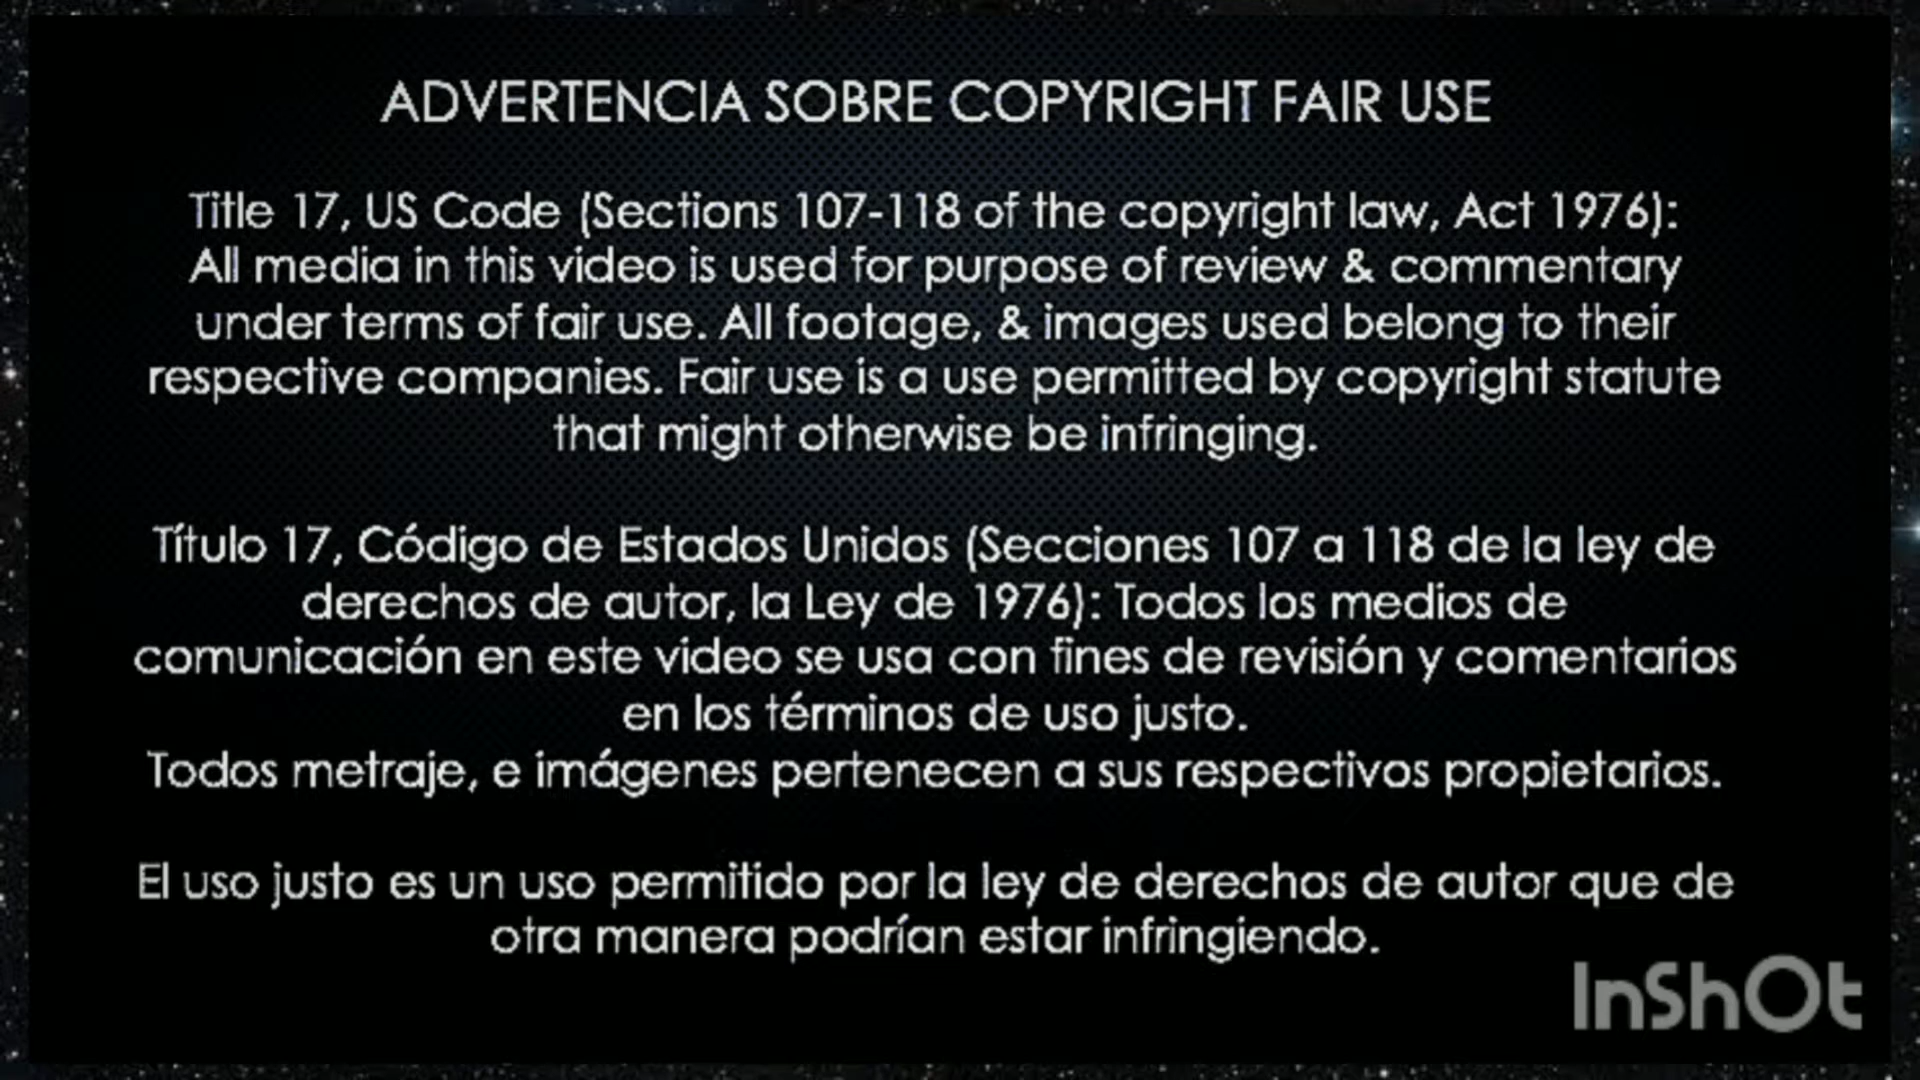 ADVERTENCIA SOBRE COPYRIGHT FAIR USE
Title 17, US Code (Sections 107-118 of the copyright law, Act 1976):
All media in this video is used for purpose of review & commentary
under terms of fair use. All footage, & images used belong to their
respective companies. Fair use is a use permitted by copyright statute
that might otherwise be infringing.
Título 17, Código de Estados Unidos (Secciones 107 a 118 de la ley de
derechos de autor, la Ley de 1976): Todos los medios de
comunicación en este video se usa con fines de revisión y comentarios
en los términos de uso justo.
Todos metraje, e imágenes pertenecen a sus respectivos propietarios.
El uso justo es un uso permitido por la ley de derechos de autor que de
otra manera podrían estar infringiendo.
InShOt